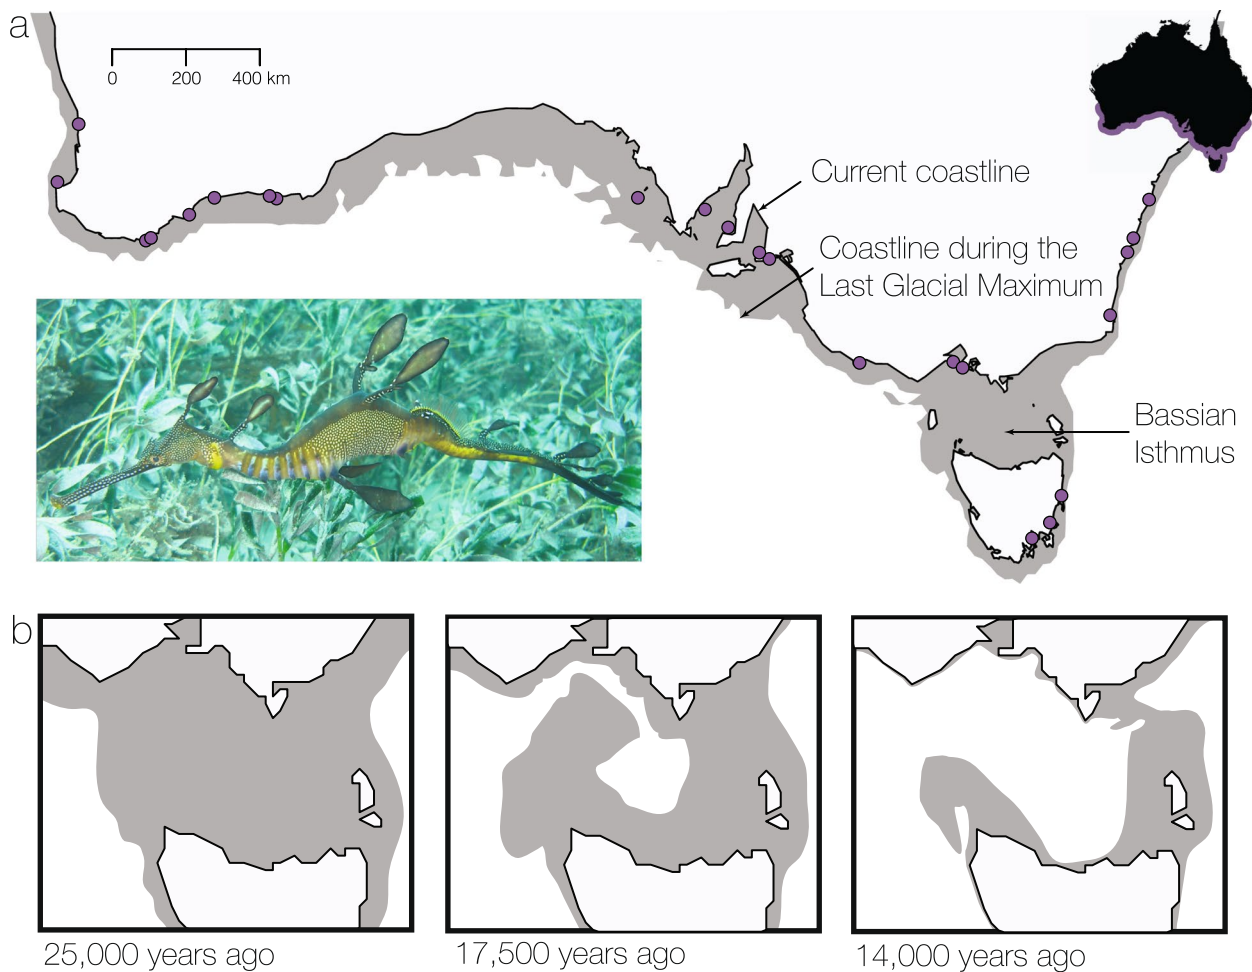 a
0 200 400 km
Current coastline
Coastline during the
Last Glacial Maximum
Bassian
Isthmus
b
25,000 years ago
17,500 years ago
14,000 years ago